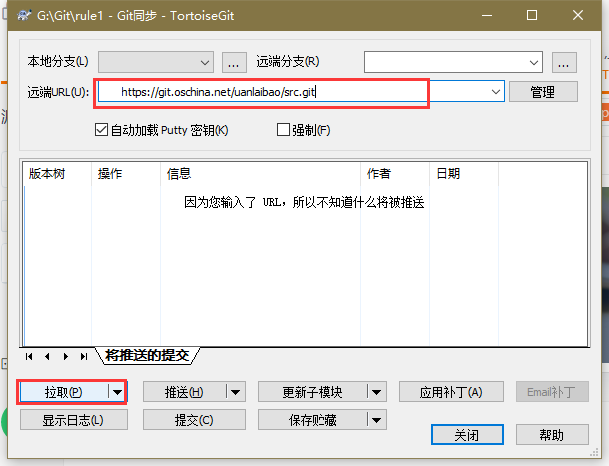 G:\Git\rule1 - Git同步 - TortoiseGit
本地分支(L) ... 远端分支(R) ...
远端URL(U): https://git.oschina.net/uanlaibao/src.git 管理
自动加载 Putty 密钥(K) 强制(F)
版本树 操作 信息 作者 日期
因为您输入了 URL，所以不知道什么将被推送
将推送的提交
拉取(P) 推送(H) 更新子模块 应用补丁(A) Email补丁
显示日志(L) 提交(C) 保存贮藏
关闭 帮助